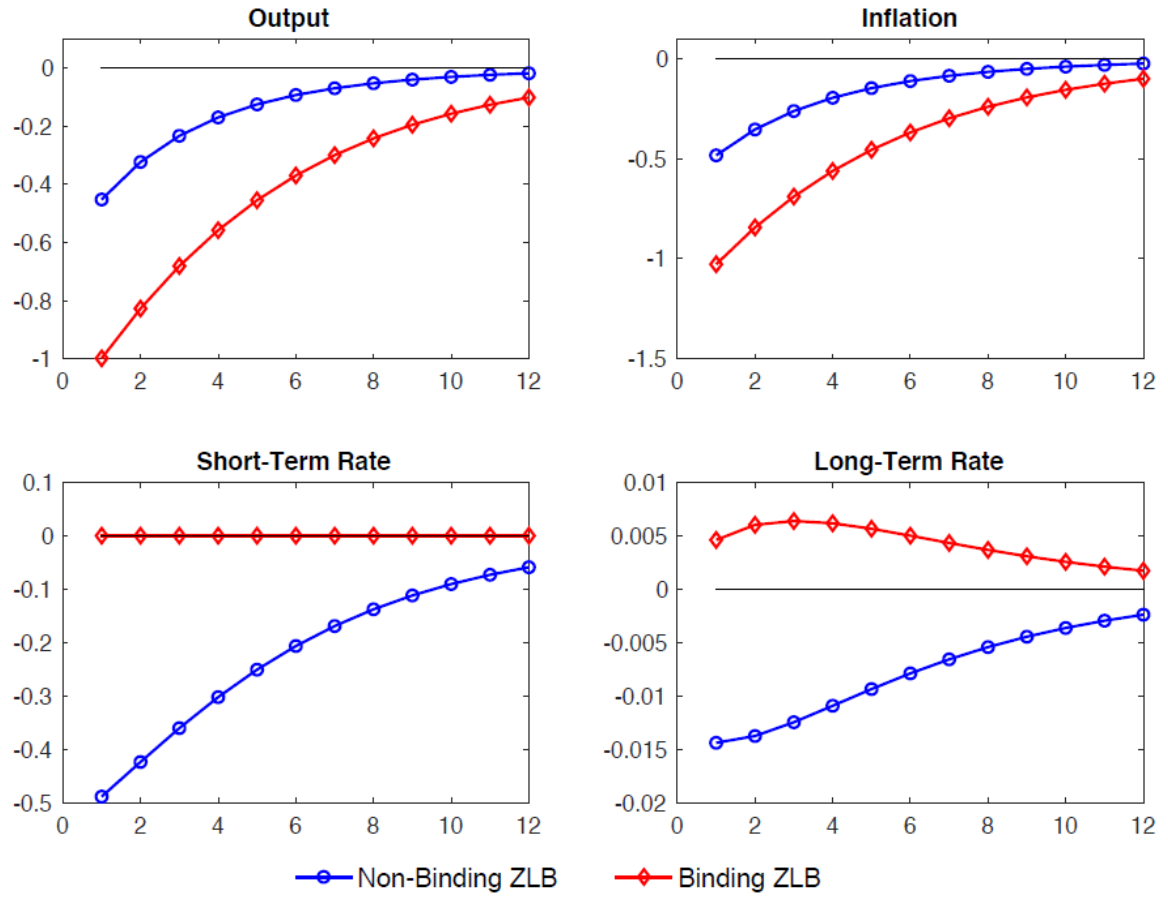 Output
0
-0.2
-0.4
-0.6
-0.8
-1
0 2 4 6 8 10 12
Inflation
0
-0.5
-1
-1.5
0 2 4 6 8 10 12
Short-Term Rate
0.1
0
-0.1
-0.2
-0.3
-0.4
-0.5
0 2 4 6 8 10 12
Long-Term Rate
0.01
0.005
0
-0.005
-0.01
-0.015
-0.02
0 2 4 6 8 10 12
Non-Binding ZLB Binding ZLB